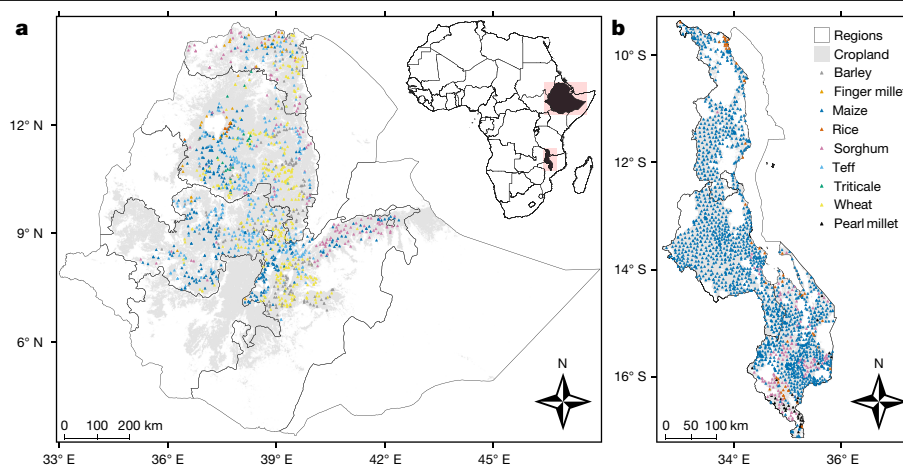 a
12° N
9° N
6° N
N
0 100 200 km
33° E 36° E 39° E 42° E 45° E
b
10° S
12° S
14° S
16° S
Regions
Cropland
Barley
Finger millet
Maize
Rice
Sorghum
Teff
Triticale
Wheat
Pearl millet
N
0 50 100 km
34° E 36° E